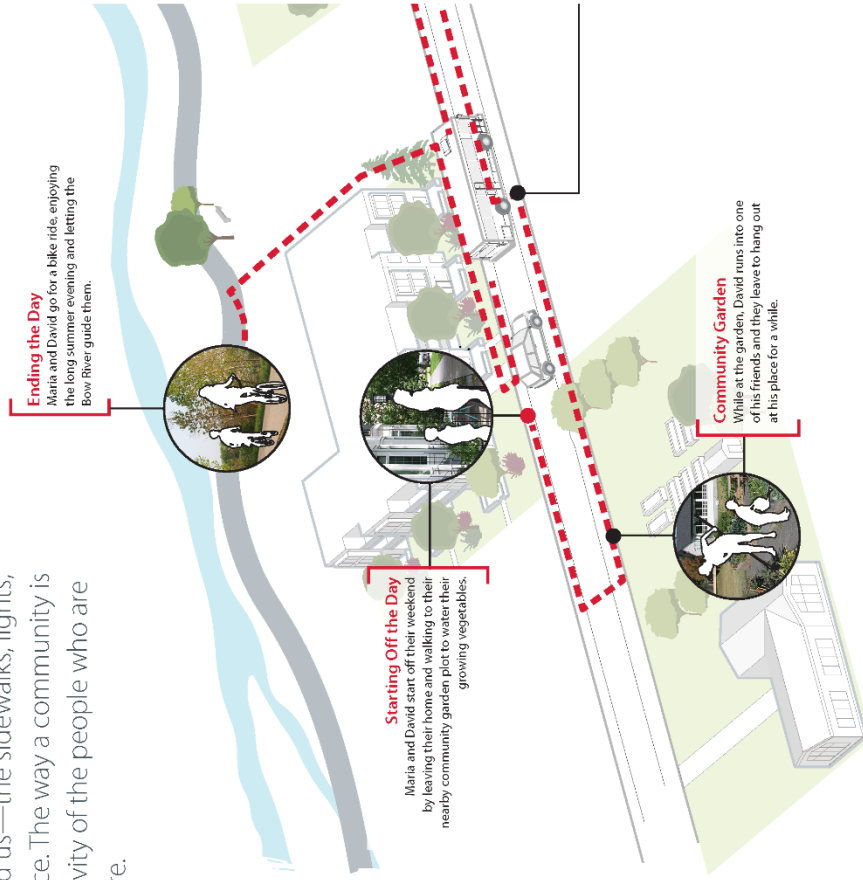 us—the sidewalks, lights,
The way a community is
of the people who are
Ending the Day
Maria and David go for a bike ride, enjoying
the long summer evening and letting the
Bow River guide them.
Starting Off the Day
Maria and David start off their weekend
by leaving their home and walking to their
nearby community garden plot to water their
growing vegetables.
Community Garden
While at the garden, David runs into one
of his friends and they leave to hang out
at his place for a while.